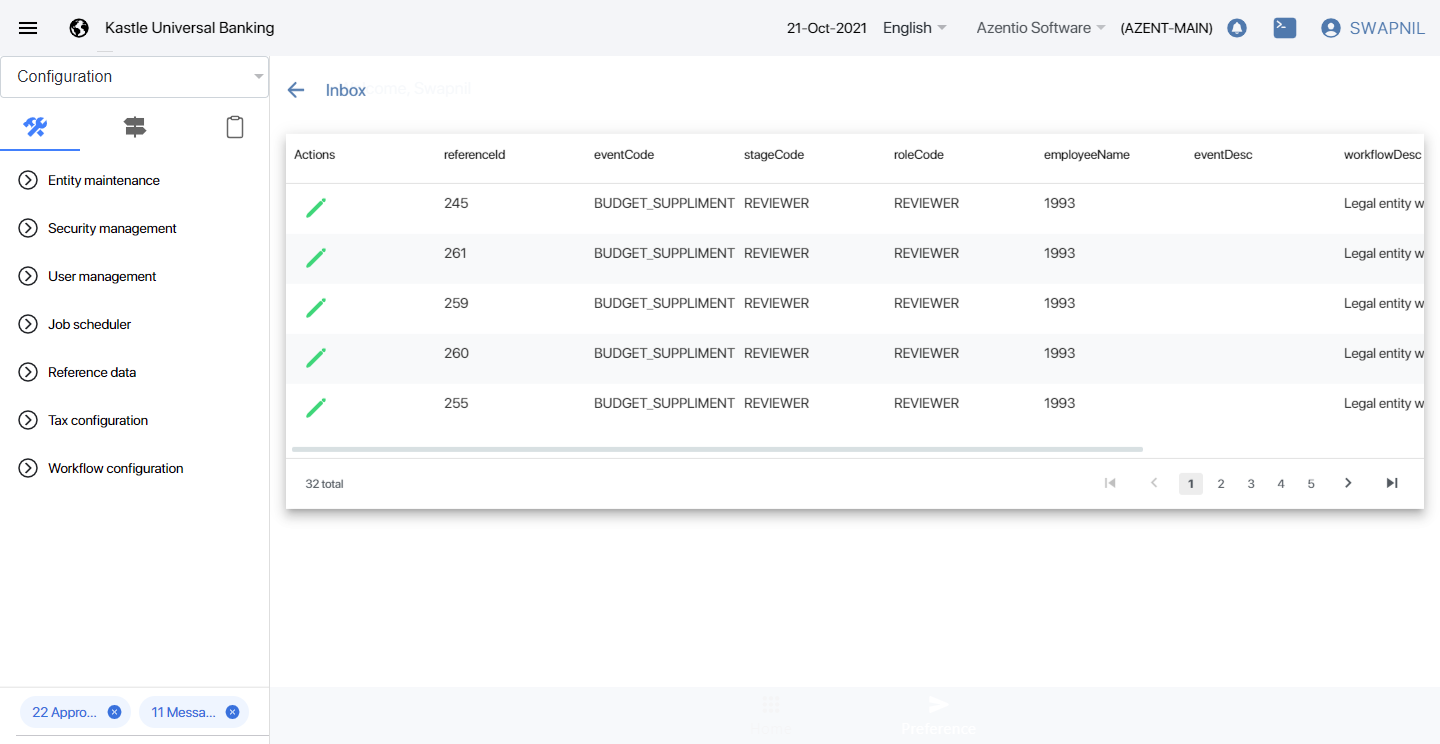 Kastle Universal Banking 21-Oct-2021 English Azentio Software (AZENT-MAIN) SWAPNIL
Configuration
Inbox come, Swapnil
Entity maintenance
Security management
User management
Job scheduler
Reference data
Tax configuration
Workflow configuration
Actions referenceId eventCode stageCode roleCode employeeName eventDesc workflowDesc
245 BUDGET_SUPPLIMENT REVIEWER REVIEWER 1993 Legal entity w
261 BUDGET_SUPPLIMENT REVIEWER REVIEWER 1993 Legal entity w
259 BUDGET_SUPPLIMENT REVIEWER REVIEWER 1993 Legal entity w
260 BUDGET_SUPPLIMENT REVIEWER REVIEWER 1993 Legal entity w
255 BUDGET_SUPPLIMENT REVIEWER REVIEWER 1993 Legal entity w
32 total 1 2 3 4 5
22 Appro... 11 Messa...
Preference